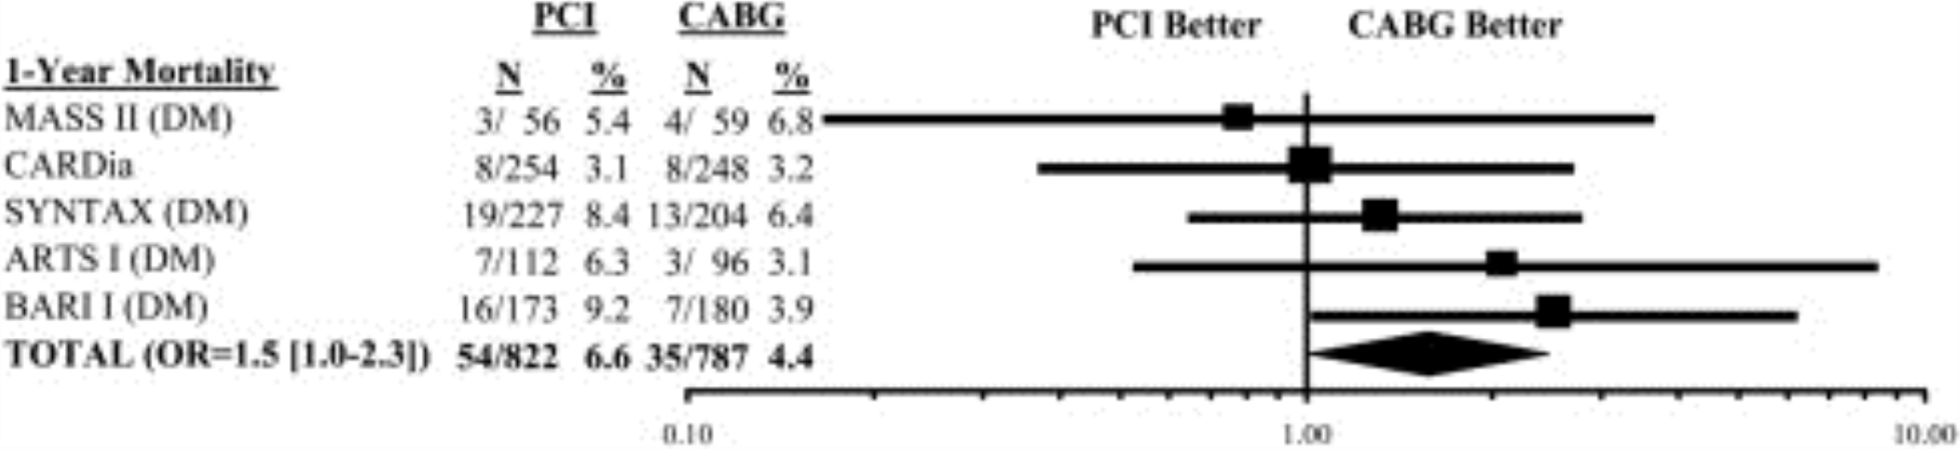 PCI CABG PCI Better CABG Better
1-Year Mortality N % N %
MASS II (DM) 3/ 56 5.4 4/ 59 6.8
CARDia 8/254 3.1 8/248 3.2
SYNTAX (DM) 19/227 8.4 13/204 6.4
ARTS I (DM) 7/112 6.3 3/ 96 3.1
BARI I (DM) 16/173 9.2 7/180 3.9
TOTAL (OR=1.5 [1.0-2.3]) 54/822 6.6 35/787 4.4
0.10 1.00 10.00